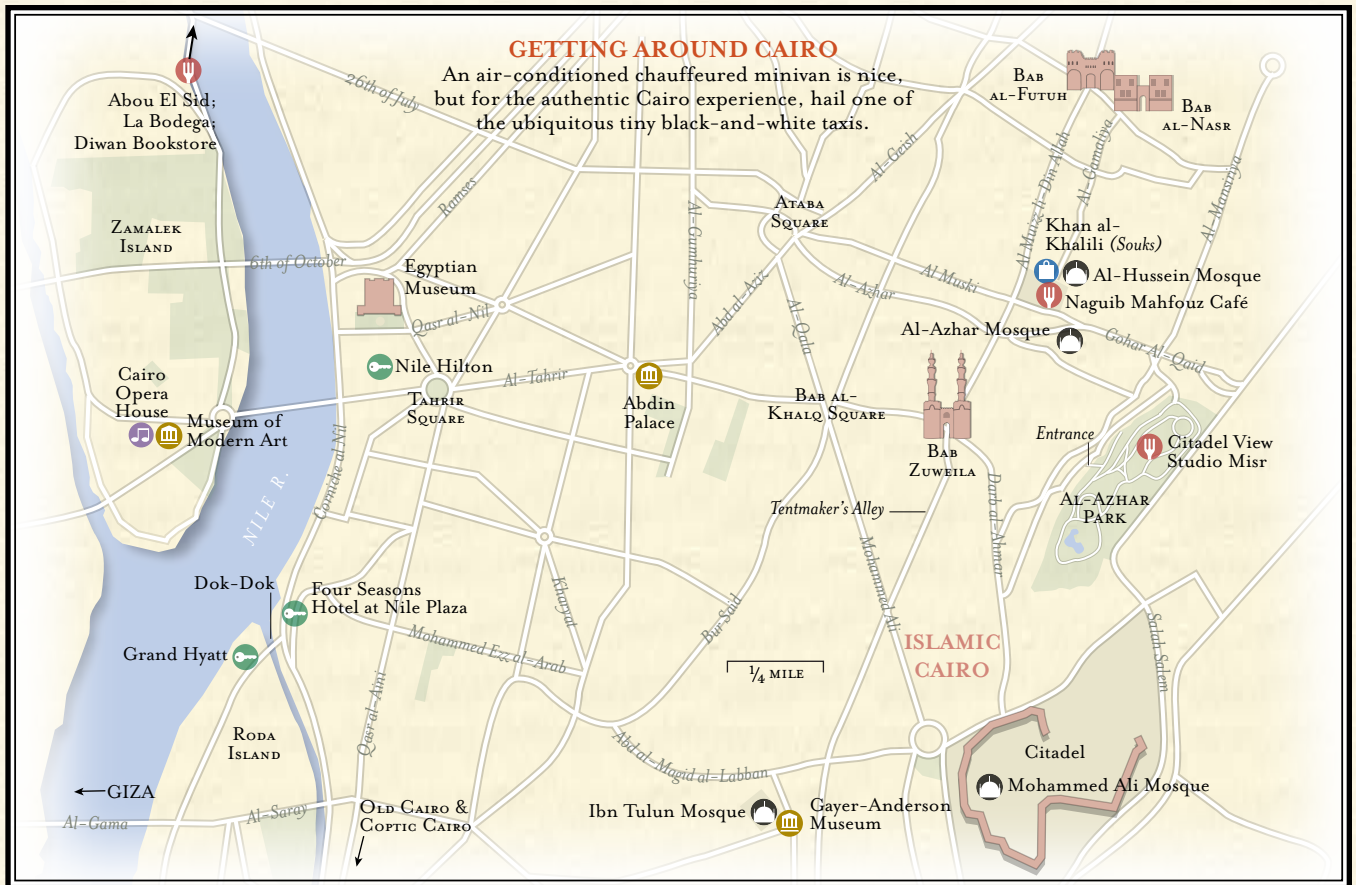 GETTING AROUND CAIRO
An air-conditioned chauffeured minivan is nice,
but for the authentic Cairo experience, hail one of
the ubiquitous tiny black-and-white taxis.
26th of July
Abou El Sid;
La Bodega;
Diwan Bookstore
Bab
al-Futuh
Bab
al-Nasr
Al-Geish
Ramses
Al Muizz li-Din Allah
Al-Gamaliya
Al-Mansiriya
Ataba
Square
Al-Gumhuriya
Zamalek
Island
6th of October
Khan al-
Khalili (Souks)
Al-Hussein Mosque
Naguib Mahfouz Café
Egyptian
Museum
Abd al-Aziz
Al-Azhar
Al Muski
Al-Qala
Qasr al-Nil
Al-Azhar Mosque
Gohar Al-Qaid
Nile Hilton
Al-Tahrir
Tahrir
Square
Abdin
Palace
Bab al-
Khalq Square
Cairo
Opera
House
Museum of
Modern Art
Bab
Zuweila
Entrance
Citadel View
Studio Misr
Corniche al Nil
NILE R.
Al-Azhar
Park
Tentmaker's Alley
Darb al-Ahmar
Mohammed Ali
Dok-Dok
Four Seasons
Hotel at Nile Plaza
Kharyat
Bur Said
Mohammed Ezz al-Arab
Grand Hyatt
ISLAMIC
CAIRO
1/4 MILE
Salah Salem
Qasr al-Aini
Roda
Island
Abd al-Magid al-Labban
Citadel
Mohammed Ali Mosque
GIZA
Al-Gama
Al-Saray
Old Cairo &
Coptic Cairo
Ibn Tulun Mosque
Gayer-Anderson
Museum